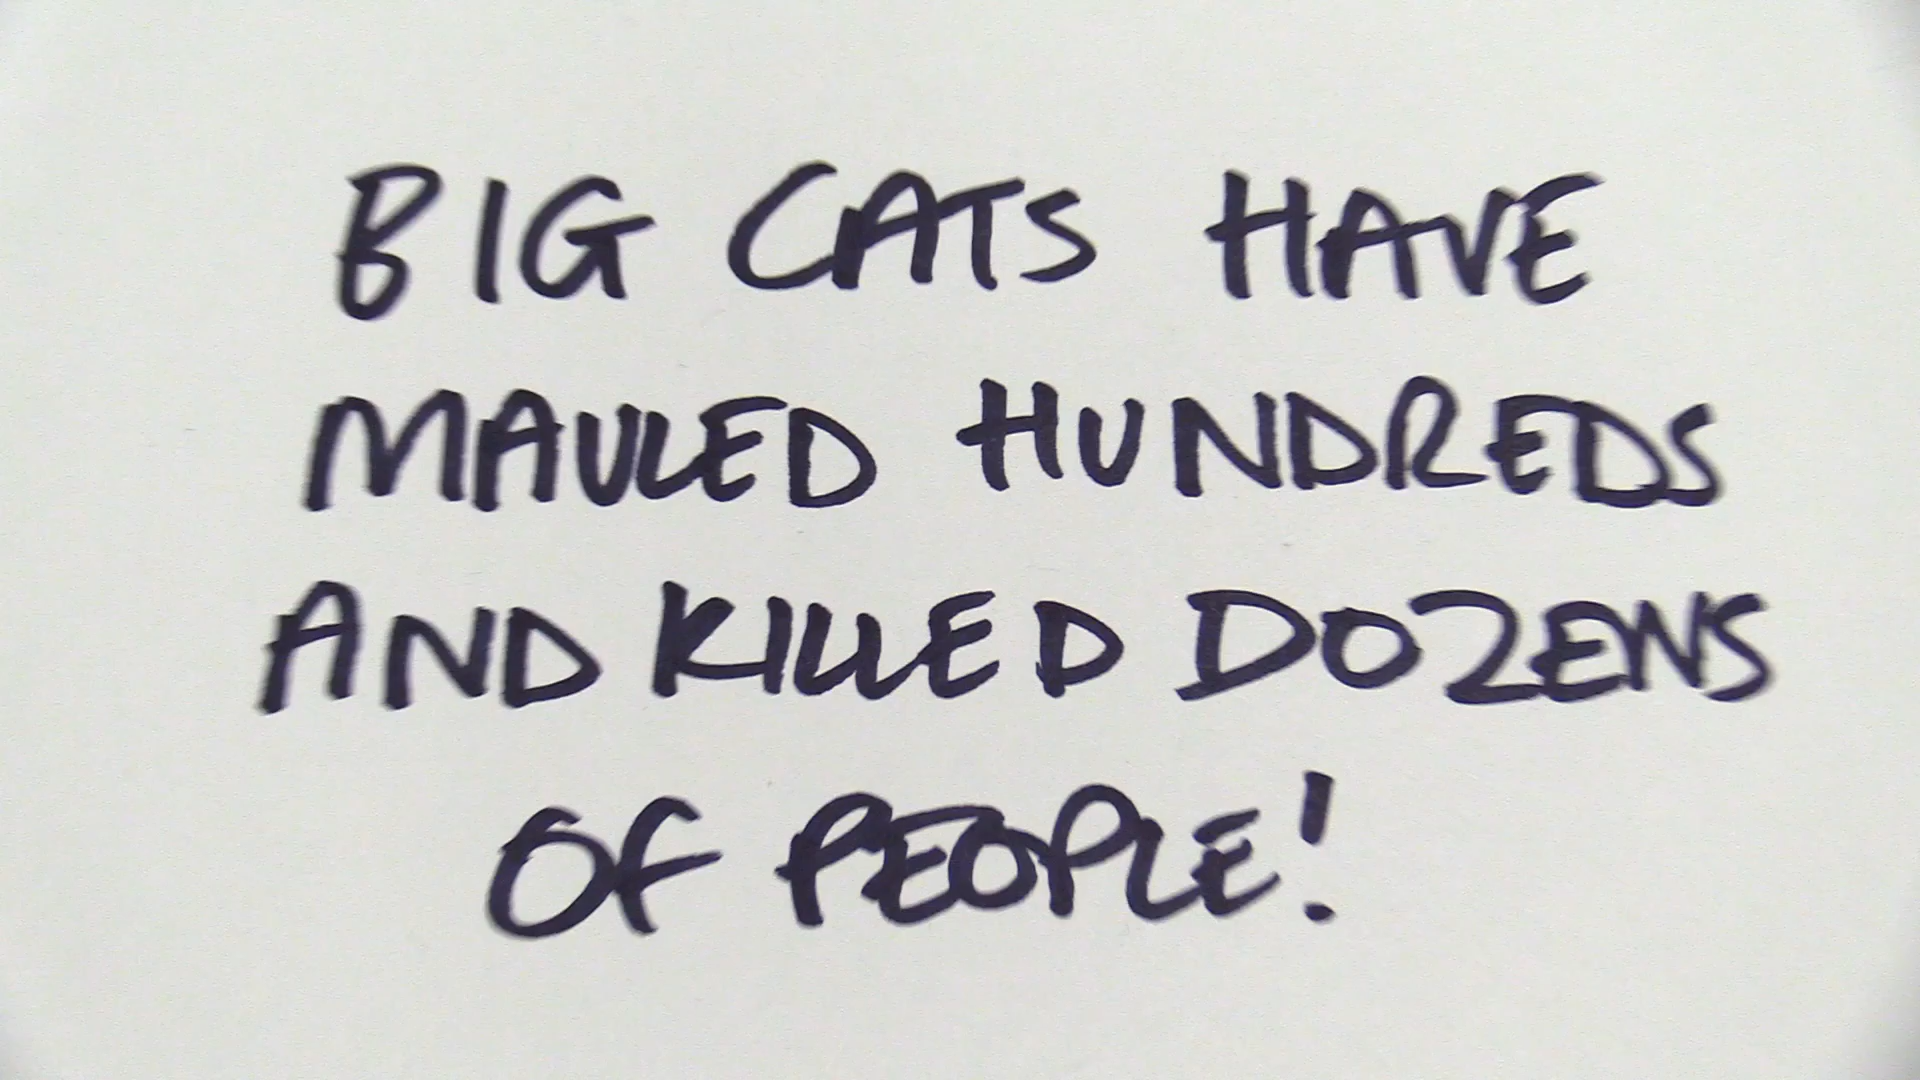 BIG CATS HAVE
MAULED HUNDREDS
AND KILLED DOZENS
OF PEOPLE!